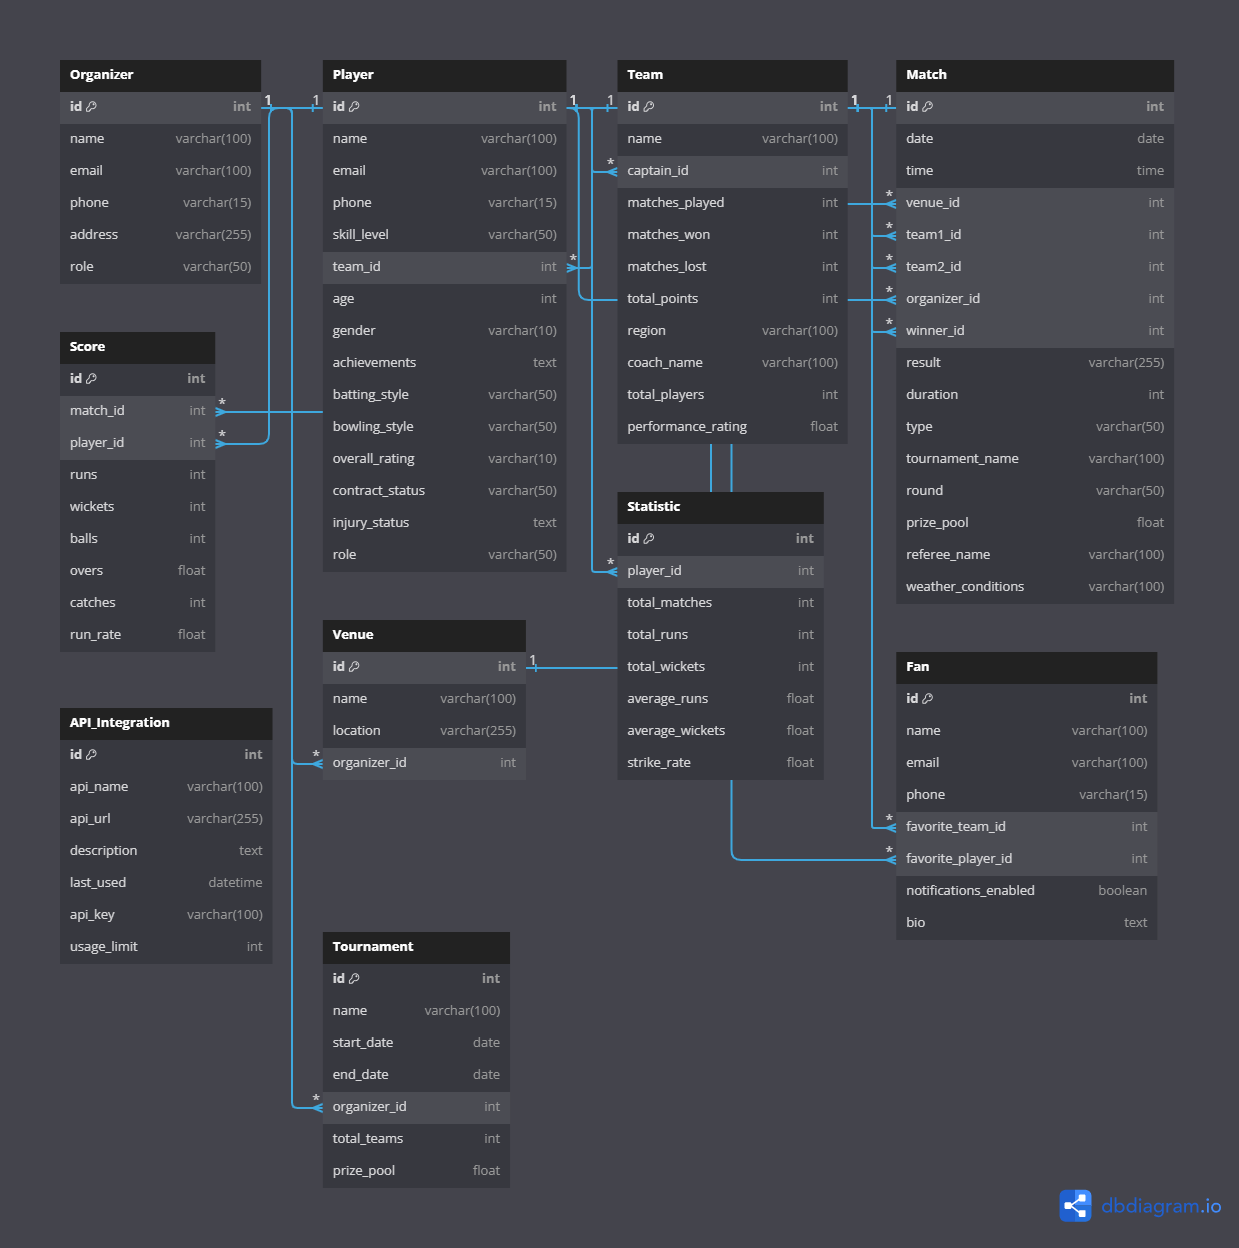 Organizer
id int
name varchar(100)
email varchar(100)
phone varchar(15)
address varchar(255)
role varchar(50)
1
1
Player
id int
name varchar(100)
email varchar(100)
phone varchar(15)
skill_level varchar(50)
team_id int
age int
gender varchar(10)
achievements text
batting_style varchar(50)
bowling_style varchar(50)
overall_rating varchar(10)
contract_status varchar(50)
injury_status text
role varchar(50)
1
1
*
*
Team
id int
name varchar(100)
captain_id int
matches_played int
matches_won int
matches_lost int
total_points int
region varchar(100)
coach_name varchar(100)
total_players int
performance_rating float
1
1
*
*
*
*
*
Match
id int
date date
time time
venue_id int
team1_id int
team2_id int
organizer_id int
winner_id int
result varchar(255)
duration int
type varchar(50)
tournament_name varchar(100)
round varchar(50)
prize_pool float
referee_name varchar(100)
weather_conditions varchar(100)
Score
id int
match_id int
player_id int
runs int
wickets int
balls int
overs float
catches int
run_rate float
*
*
Statistic
id int
player_id int
total_matches int
total_runs int
total_wickets int
average_runs float
average_wickets float
strike_rate float
*
Venue
id int
name varchar(100)
location varchar(255)
organizer_id int
1
*
Fan
id int
name varchar(100)
email varchar(100)
phone varchar(15)
favorite_team_id int
favorite_player_id int
notifications_enabled boolean
bio text
*
*
API_Integration
id int
api_name varchar(100)
api_url varchar(255)
description text
last_used datetime
api_key varchar(100)
usage_limit int
Tournament
id int
name varchar(100)
start_date date
end_date date
organizer_id int
total_teams int
prize_pool float
*
dbdiagram.io